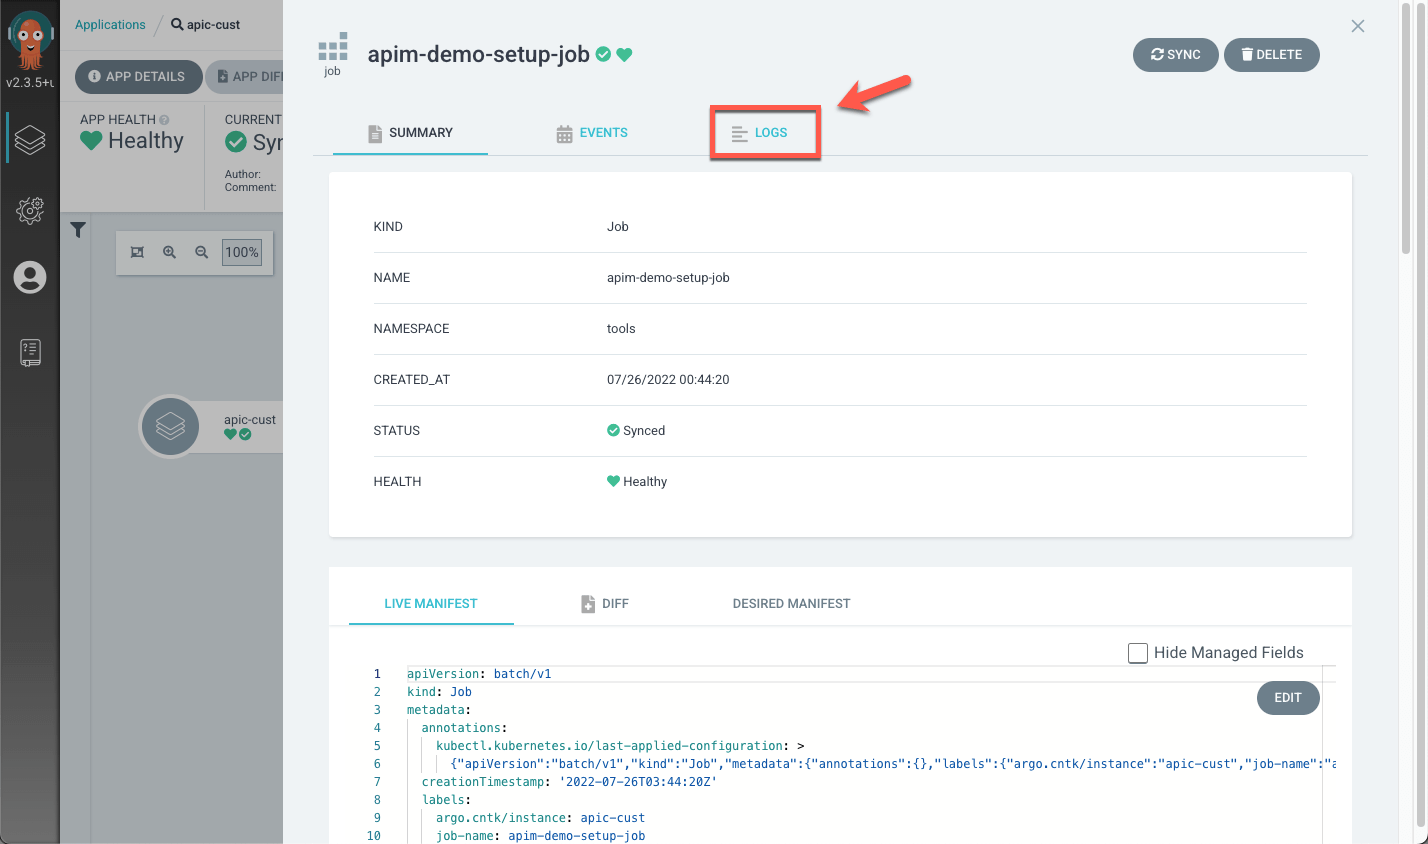 v2.3.5+u
Applications
apic-cust
APP DETAILS
APP DIF
APP HEALTH
Healthy
CURRENT
Syn
Author:
Comment:
100%
apic-cust
job
apim-demo-setup-job
SYNC
DELETE
SUMMARY
EVENTS
LOGS
KIND
Job
NAME
apim-demo-setup-job
NAMESPACE
tools
CREATED_AT
07/26/2022 00:44:20
STATUS
Synced
HEALTH
Healthy
LIVE MANIFEST
DIFF
DESIRED MANIFEST
Hide Managed Fields
EDIT
1 apiVersion: batch/v1
2 kind: Job
3 metadata:
4 annotations:
5 kubectl.kubernetes.io/last-applied-configuration: >
6 {"apiVersion":"batch/v1","kind":"Job","metadata":{"annotations":{},"labels":{"argo.cntk/instance":"apic-cust","job-name":"a
7 creationTimestamp: '2022-07-26T03:44:20Z'
8 labels:
9 argo.cntk/instance: apic-cust
10 job-name: apim-demo-setup-job